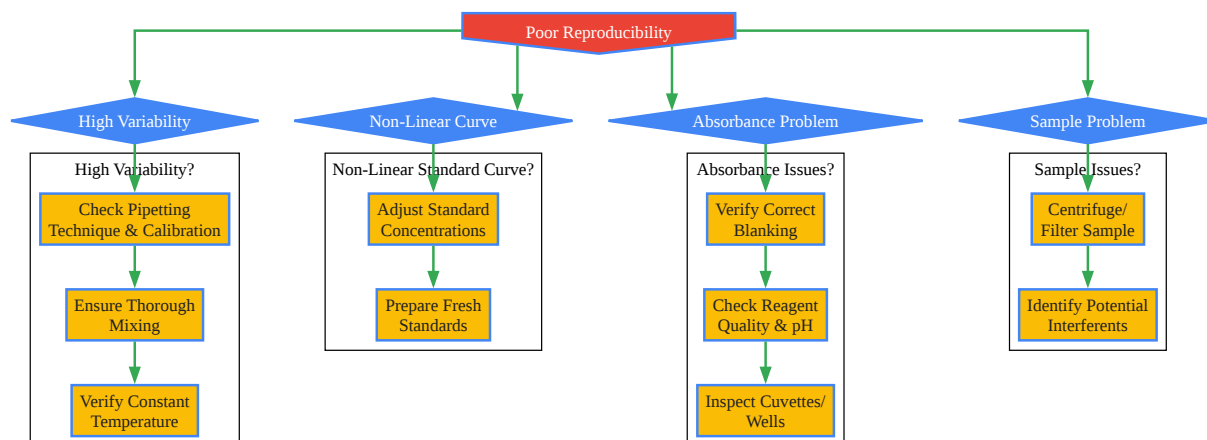 Poor Reproducibility
High Variability
Non-Linear Curve
Absorbance Problem
Sample Problem
High Variability?
Check Pipetting
Technique & Calibration
Ensure Thorough
Mixing
Verify Constant
Temperature
Non-Linear Standard Curve?
Adjust Standard
Concentrations
Prepare Fresh
Standards
Absorbance Issues?
Verify Correct
Blanking
Check Reagent
Quality & pH
Inspect Cuvettes/
Wells
Sample Issues?
Centrifuge/
Filter Sample
Identify Potential
Interferents